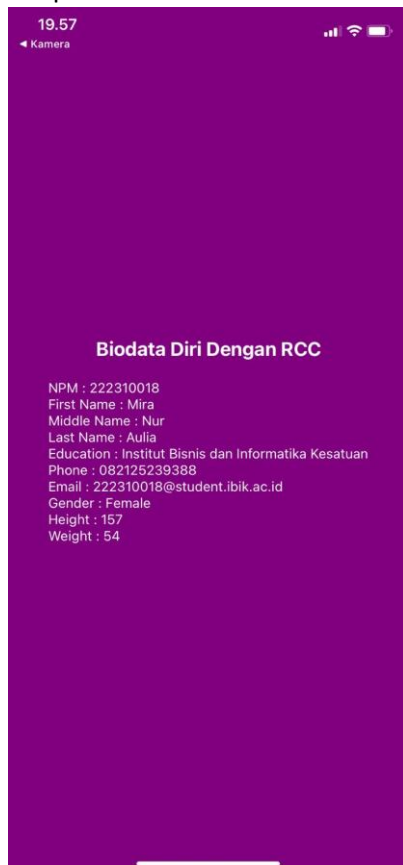 19.57
◄ Kamera
Biodata Diri Dengan RCC
NPM : 222310018
First Name : Mira
Middle Name : Nur
Last Name : Aulia
Education : Institut Bisnis dan Informatika Kesatuan
Phone : 082125239388
Email : 222310018@student.ibik.ac.id
Gender : Female
Height : 157
Weight : 54